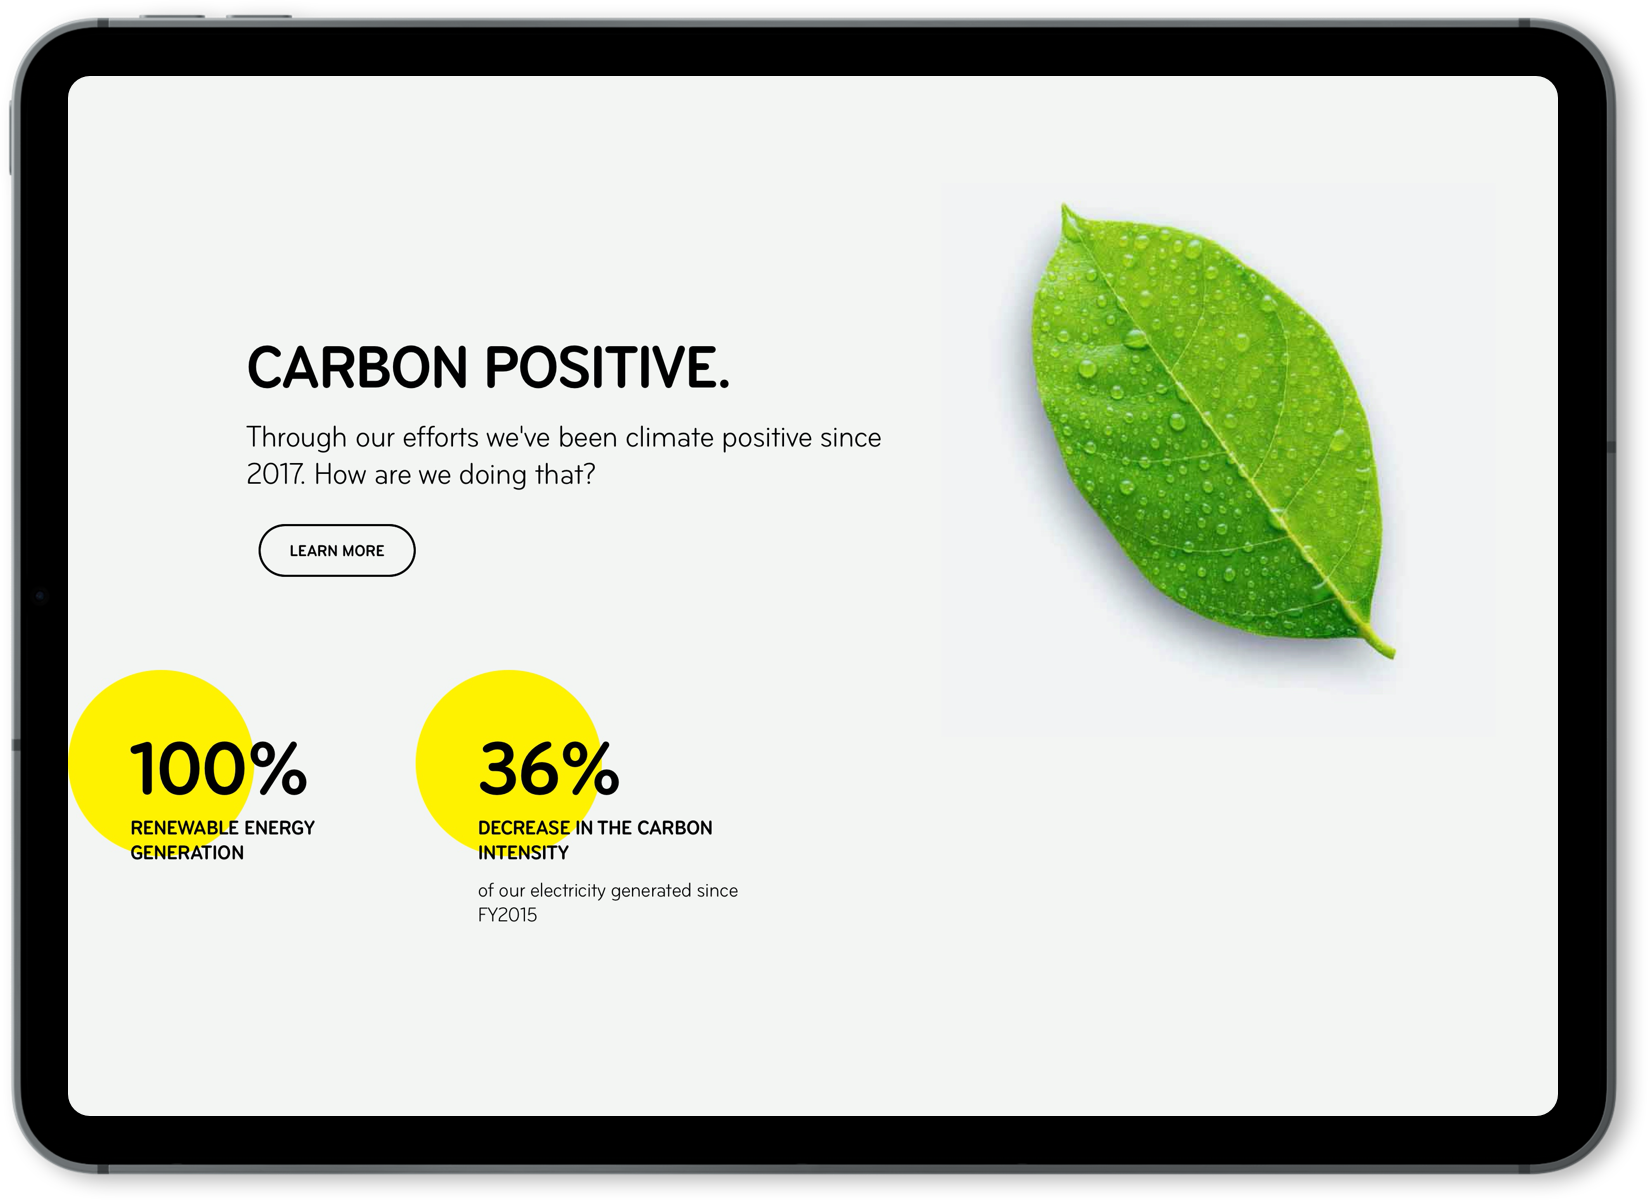 CARBON POSITIVE.
Through our efforts we've been climate positive since
2017. How are we doing that?
LEARN MORE
100%
RENEWABLE ENERGY
GENERATION
36%
DECREASE IN THE CARBON
INTENSITY
of our electricity generated since
FY2015